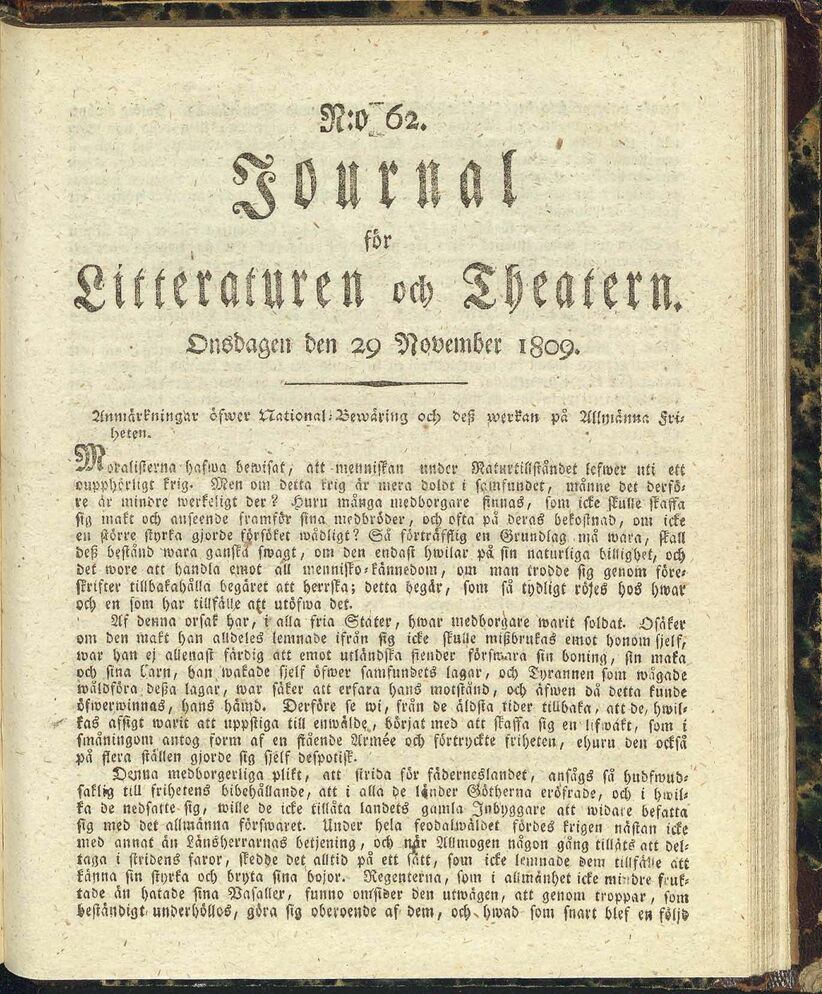 N:o 62.
Journal
för
Litteraturen och Theatern.
Onsdagen den 29 November 1809.
Anmärkningar öfwer National-Bewäring och deß werkan på Allmänna Fri-
heten.
Moralisterna hafwa bewisat, att menniskan under Naturtillståndet lefwer uti ett
oupphörligt krig. Men om detta krig är mera doldt i samfundet, månne det derfö-
re är mindre werkeligt der? Huru många medborgare finnas, som icke skulle skaffa
sig makt och anseende framför sina medbröder, och ofta på deras bekostnad, om icke
en större styrka gjorde försöket wådligt? Så förträfflig en Grundlag må wara, skall
deß bestånd wara ganska swagt, om den endast hwilar på sin naturliga billighet, och
det wore att handla emot all mennisko-kännedom, om man trodde sig genom före-
skrifter tillbakahålla begäret att herrska; detta begär, som så tydligt röjes hos hwar
och en som har tillfälle att utöfwa det.
Af denna orsak har, i alla fria Stater, hwar medborgare warit soldat. Osäker
om den makt han alldeles lemnade ifrån sig icke skulle mißbrukas emot honom sjelf,
war han ej allenast färdig att emot utländska fiender förswara sin boning, sin maka
och sina barn, han wakade sjelf öfwer samfundets lagar, och Tyrannen som wågade
wåldföra deßa lagar, war säker att erfara hans motstånd, och äfwen då detta kunde
öfwerwinnas, hans hämd. Derföre se wi, från de äldsta tider tillbaka, att de, hwil-
kas afsigt warit att uppstiga till enwälde, börjat med att skaffa sig en lifwakt, som i
småningom antog form af en stående Armée och förtryckte friheten, ehuru den också
på flera ställen gjorde sig sjelf despotisk.
Denna medborgerliga plikt, att strida för fäderneslandet, ansågs så hufwud-
saklig till frihetens bibehållande, att i alla de länder Götherna eröfrade, och i hwil-
ka de nedsatte sig, wille de icke tillåta landets gamla Inbyggare att widare befatta
sig med det allmänna förswaret. Under hela feodalwäldet fördes krigen nästan icke
med annat än Länsherrarnas betjening, och när Allmogen någon gång tilläts att del-
taga i stridens faror, skedde det alltid på ett sätt, som icke lemnade dem tillfälle att
känna sin styrka och bryta sina bojor. Regenterna, som i allmänhet icke mindre fruk-
tade än hatade sina Vasaller, funno omsider den utwägen, att genom troppar, som
beständigt underhöllos, göra sig oberoende af dem, och hwad som snart blef en följd